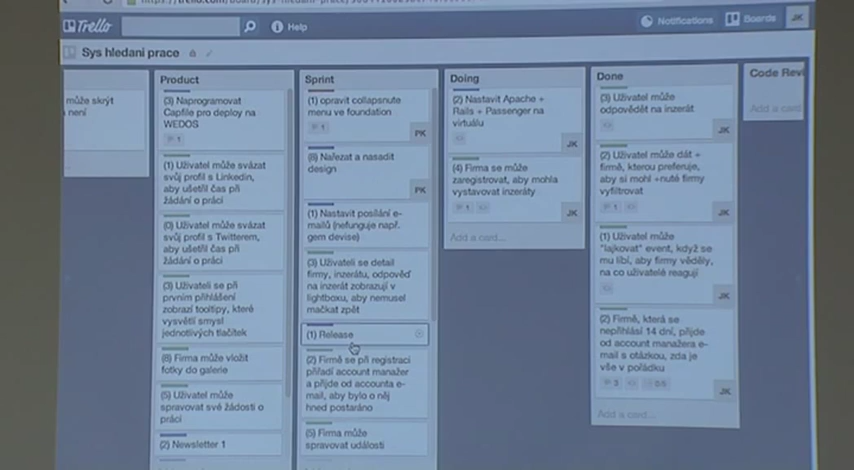 Trello
Help
Notifications
Boards
JK
Sys hledani prace
může skrýt
není
Product
(3) Naprogramovat
Capfile pro deploy na
WEDOS
1
(1) Uživatel může svázat
svůj profil s Linkedin,
aby ušetřil čas při
žádání o práci
(0) Uživatel může svázat
svůj profil s Twitterem,
aby ušetřil čas při
žádání o práci
(3) Uživateli se při
prvním přihlášení
zobrazí tooltipy, které
vysvětlí smysl
jednotlivých tlačítek
(8) Firma může vložit
fotky do galerie
(5) Uživatel může
spravovat své žádosti o
práci
(2) Newsletter 1
Sprint
(1) opravit collapsnute
menu ve foundation
1
PK
(8) Nařezat a nasadit
design
PK
(1) Nastavit posílání e-
mailů (nefunguje např.
gem devise)
(3) Uživateli se detail
firmy, inzerátu, odpověď
na inzerát zobrazují v
lightboxu, aby nemusel
mačkat zpět
(1) Release
(2) Firmě se při registraci
přiřadí account manažer
a přijde od accounta e-
mail, aby bylo o něj
hned postaráno
(5) Firma může
spravovat události
Doing
(2) Nastavit Apache +
Rails + Passenger na
virtuálu
JK
(4) Firma se může
zaregistrovat, aby mohla
vystavovat inzeráty
1
JK
Add a card...
Done
(3) Uživatel může
odpovědět na inzerát
JK
(2) Uživatel může dát +
firmě, kterou preferuje,
aby si mohl +nuté firmy
vyfiltrovat
1
JK
(1) Uživatel může
"lajkovat" event, když se
mu líbí, aby firmy věděly,
na co uživatelé reagují
JK
(2) Firmě, která se
nepřihlásí 14 dní, přijde
od account manažera e-
mail s otázkou, zda je
vše v pořádku
3
JK
Add a card...
Code Revi
Add a card